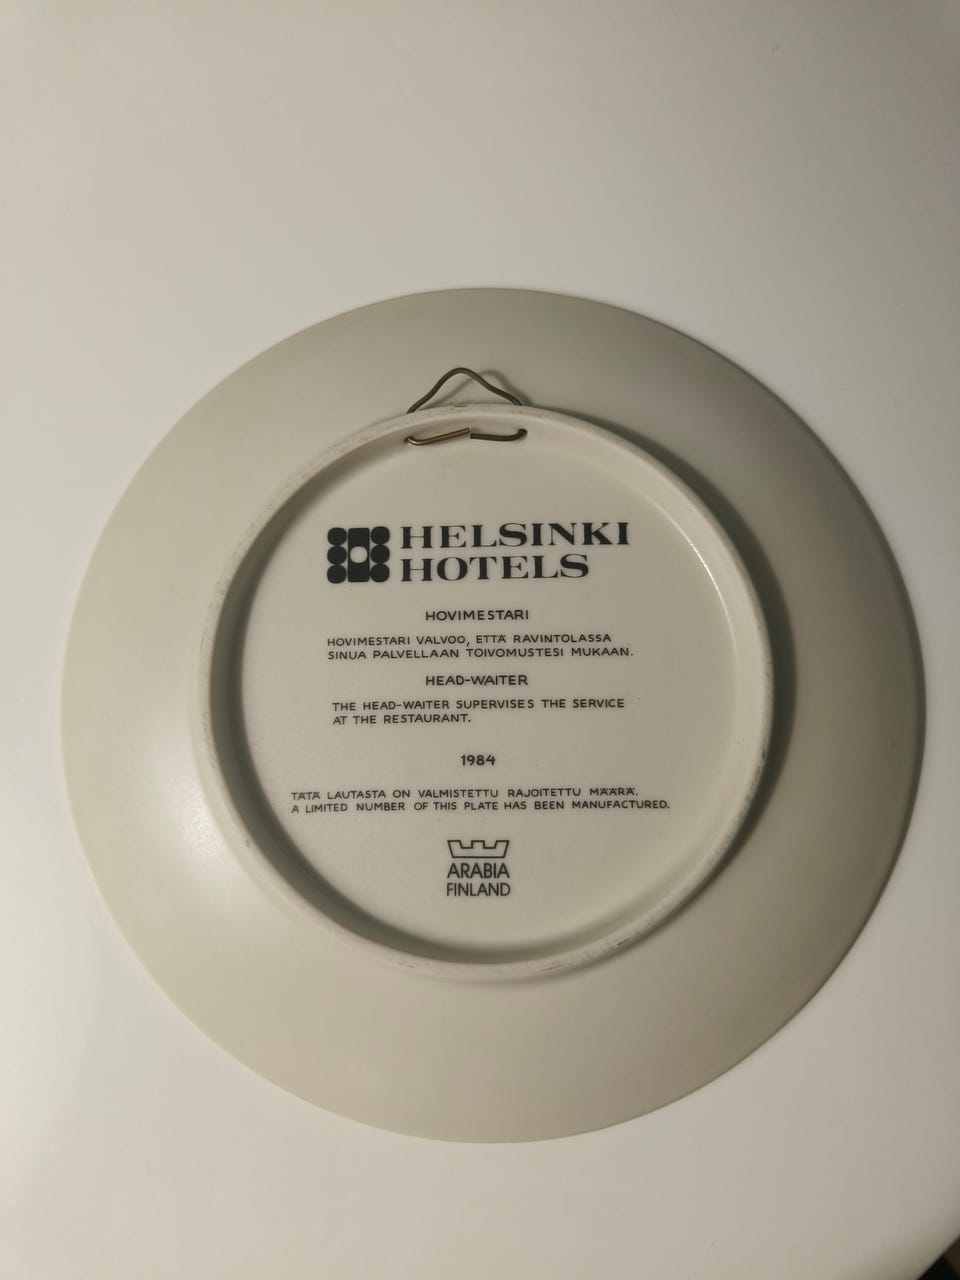 HELSINKI
HOTELS
HOVIMESTARI
HOVIMESTARI VALVOO, ETTÄ RAVINTOLASSA
SINUA PALVELLAAN TOIVOMUSTESI MUKAAN.
HEAD-WAITER
THE HEAD-WAITER SUPERVISES THE SERVICE
AT THE RESTAURANT.
1984
TÄTÄ LAUTASTA ON VALMISTETTU RAJOITETTU MÄÄRÄ.
A LIMITED NUMBER OF THIS PLATE HAS BEEN MANUFACTURED.
ARABIA
FINLAND